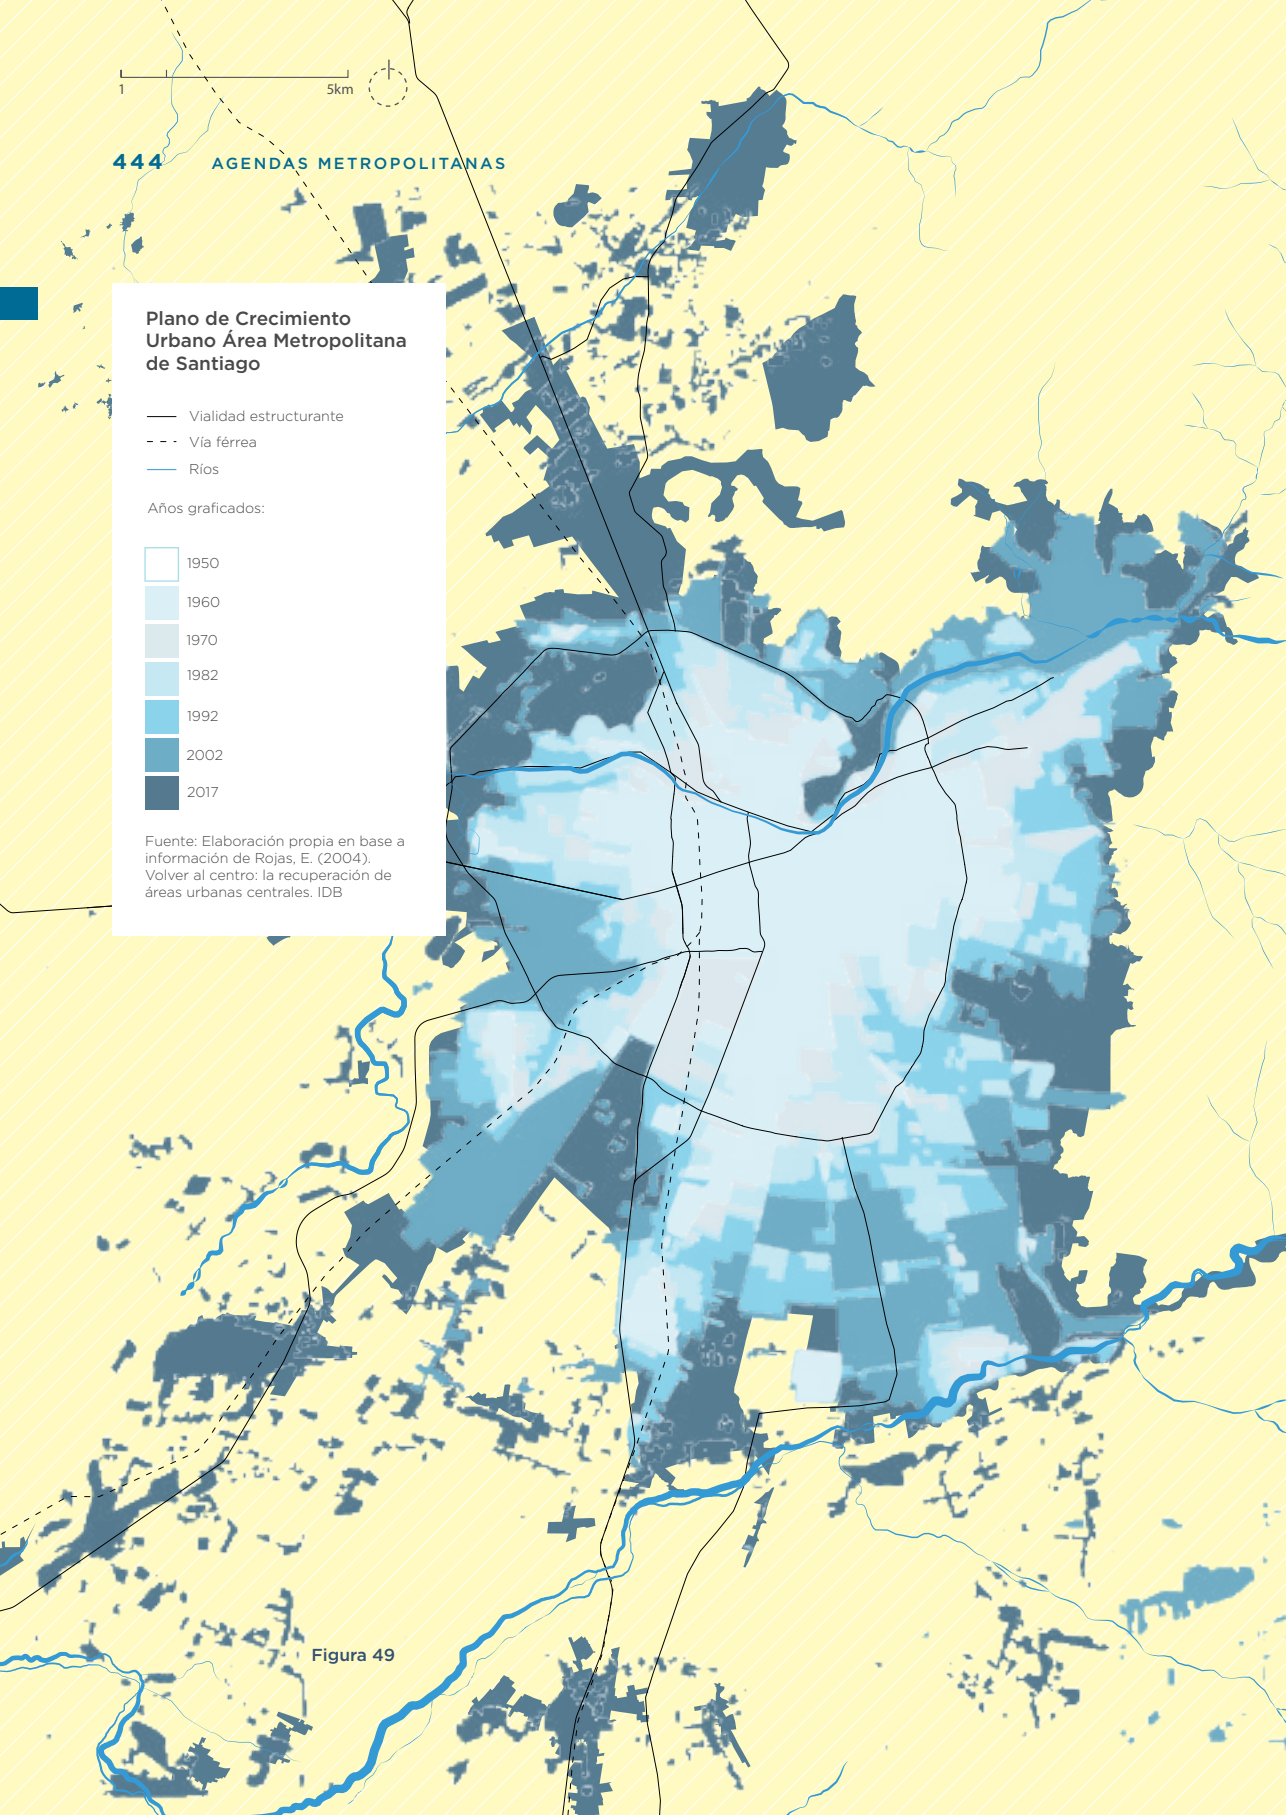 1
5km
444
AGENDAS METROPOLITANAS
Plano de Crecimiento
Urbano Área Metropolitana
de Santiago
Vialidad estructurante
Vía férrea
Ríos
Años graficados:
1950
1960
1970
1982
1992
2002
2017
Fuente: Elaboración propia en base a
información de Rojas, E. (2004).
Volver al centro: la recuperación de
áreas urbanas centrales. IDB
Figura 49